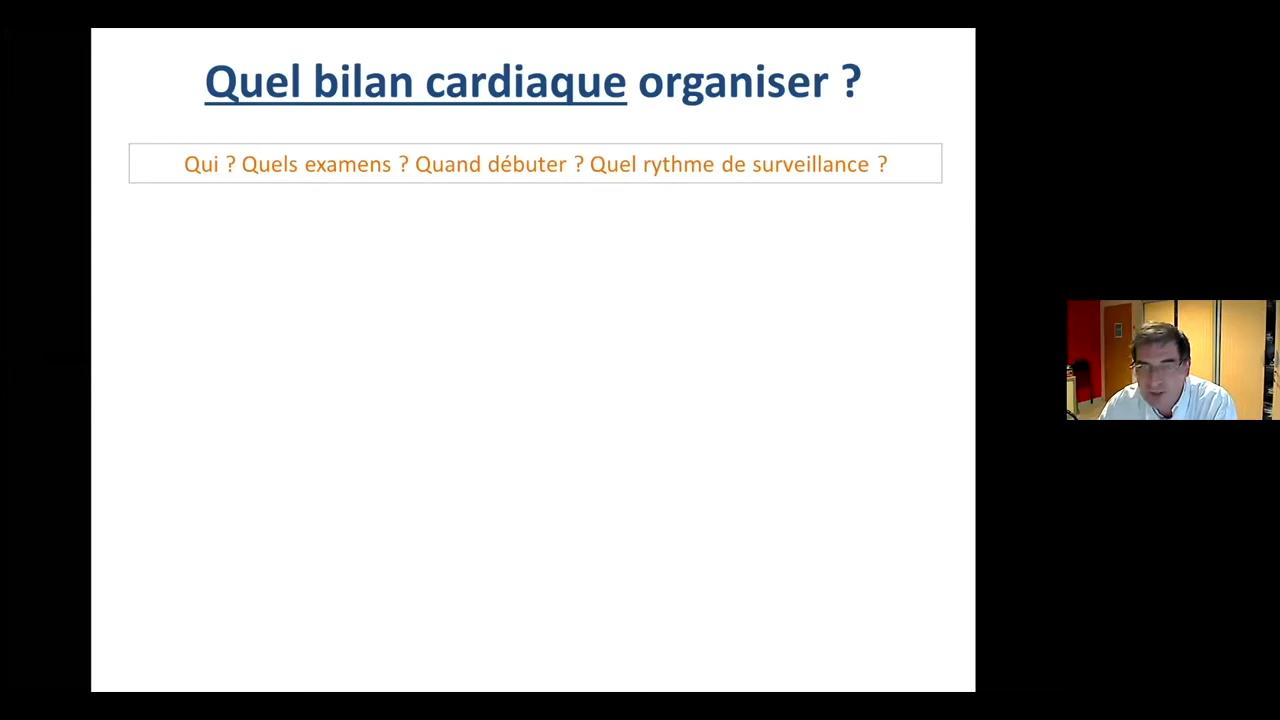 Quel bilan cardiaque organiser ?
Qui ? Quels examens ? Quand débuter ? Quel rythme de surveillance ?